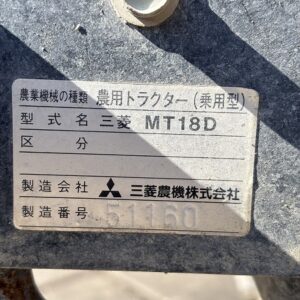 農業機械の種類 農用トラクター(乗用型)
型式名 三菱 MT18D
区分
製造会社 三菱農機株式会社
製造番号 51160